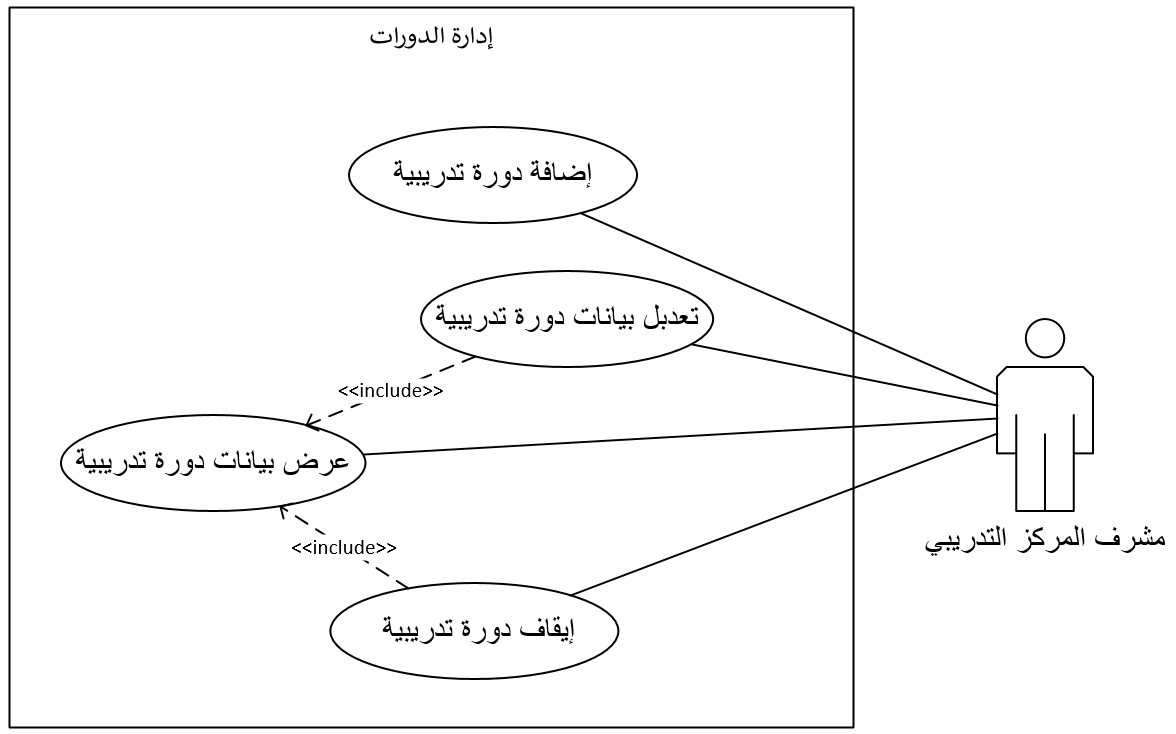 إدارة الدورات
إضافة دورة تدريبية
تعدبل بيانات دورة تدريبية
<<include>>
عرض بيانات دورة تدريبية
مشرف المركز التدريبي
<<include>>
إيقاف دورة تدريبية